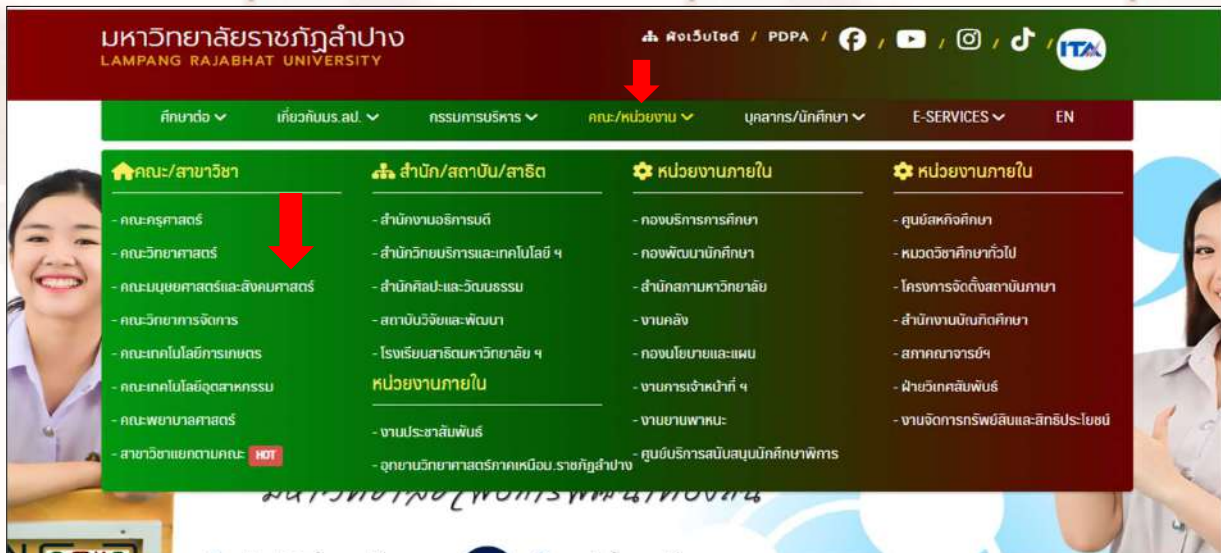 มหาวิทยาลัยราชภัฏลำปาง
LAMPANG RAJABHAT UNIVERSITY
ผังเว็บไซต์ / PDPA / / / / / ITA
ศึกษาต่อ เกี่ยวกับมร.ลป. กรรมการบริหาร คณะ/หน่วยงาน บุคลากร/นักศึกษา E-SERVICES EN
คณะ/สาขาวิชา
- คณะครุศาสตร์
- คณะวิทยาศาสตร์
- คณะมนุษยศาสตร์และสังคมศาสตร์
- คณะวิทยาการจัดการ
- คณะเทคโนโลยีการเกษตร
- คณะเทคโนโลยีอุตสาหกรรม
- คณะพยาบาลศาสตร์
- สาขาวิชาแยกตามคณะ HOT
สำนัก/สถาบัน/สาธิต
- สำนักงานอธิการบดี
- สำนักวิทยบริการและเทคโนโลยี ฯ
- สำนักศิลปะและวัฒนธรรม
- สถาบันวิจัยและพัฒนา
- โรงเรียนสาธิตมหาวิทยาลัย ฯ
หน่วยงานภายใน
- งานประชาสัมพันธ์
- อุทยานวิทยาศาสตร์ภาคเหนือม.ราชภัฏลำปาง
หน่วยงานภายใน
- กองบริการการศึกษา
- กองพัฒนานักศึกษา
- สำนักสภามหาวิทยาลัย
- งานคลัง
- กองนโยบายและแผน
- งานการเจ้าหน้าที่ ฯ
- งานยานพาหนะ
- ศูนย์บริการสนับสนุนนักศึกษาพิการ
หน่วยงานภายใน
- ศูนย์สหกิจศึกษา
- หมวดวิชาศึกษาทั่วไป
- โครงการจัดตั้งสถาบันภาษา
- สำนักงานบัณฑิตศึกษา
- สภาคณาจารย์ฯ
- ฝ่ายวิเทศสัมพันธ์
- งานจัดการทรัพย์สินและสิทธิประโยชน์
มหาวิทยาลัยเพื่อการพัฒนาท้องถิ่น